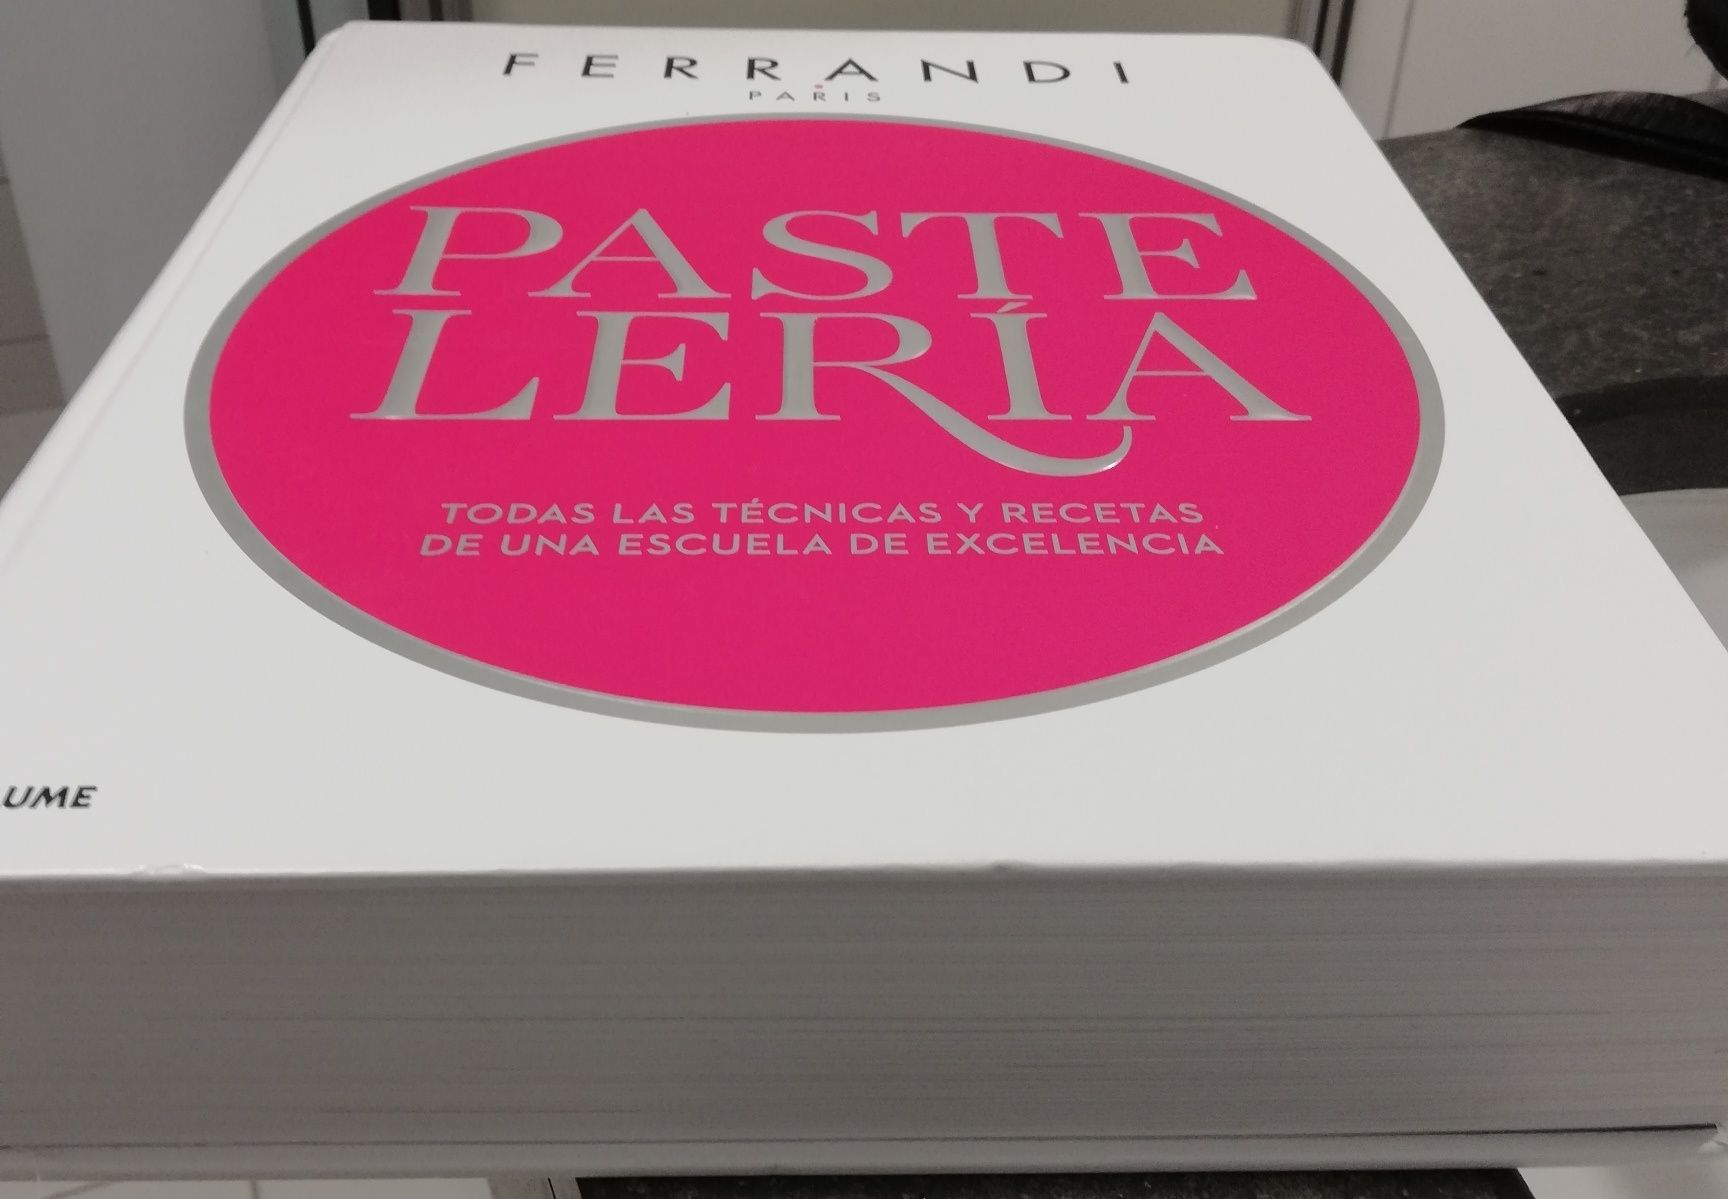 FERRANDI
PARIS
PASTE
LERÍA
TODAS LAS TÉCNICAS Y RECETAS
DE UNA ESCUELA DE EXCELENCIA
UME